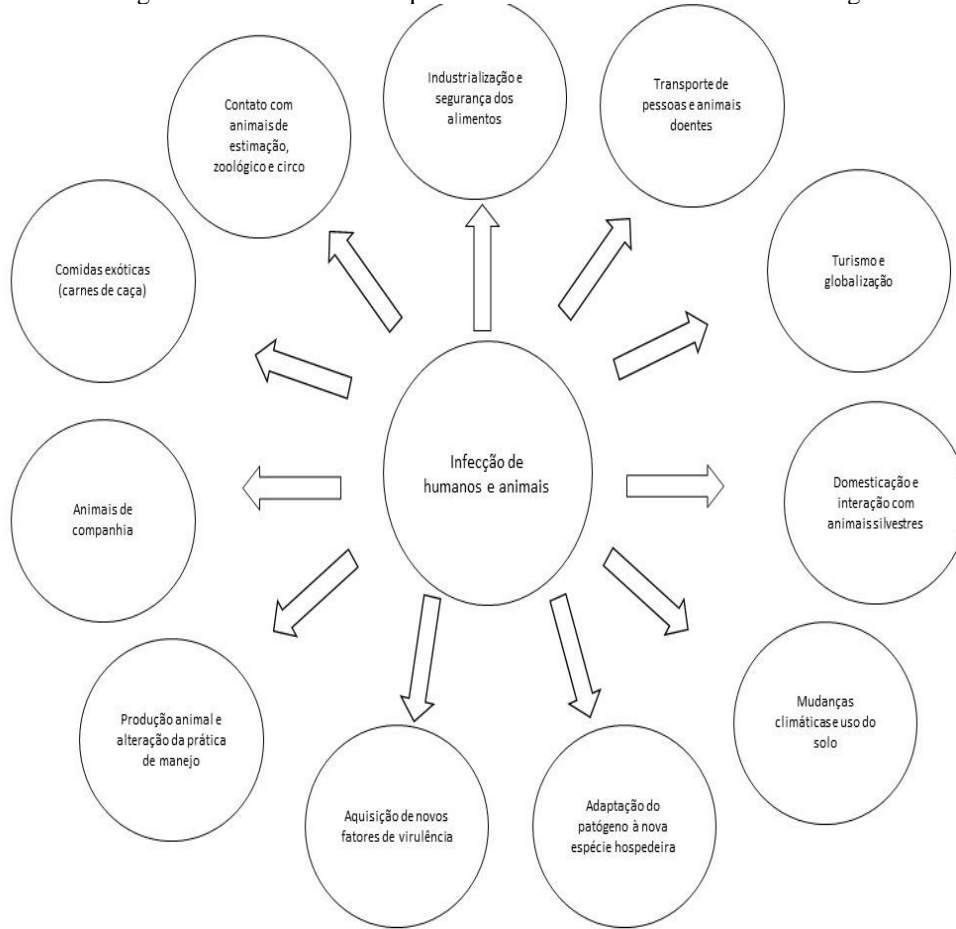 Industrialização e
segurança dos
alimentos
Transporte de
pessoas e animais
doentes
Contato com
animais de
estimação,
zoológico e circo
Turismo e
globalização
Comidas exóticas
(carnes de caça)
Infecção de
humanos e animais
Domesticação e
interação com
animais silvestres
Animais de
companhia
Mudanças
climáticas e uso do
solo
Produção animal e
alteração da prática
de manejo
Aquisição de novos
fatores de virulência
Adaptação do
patógeno à nova
espécie hospedeira